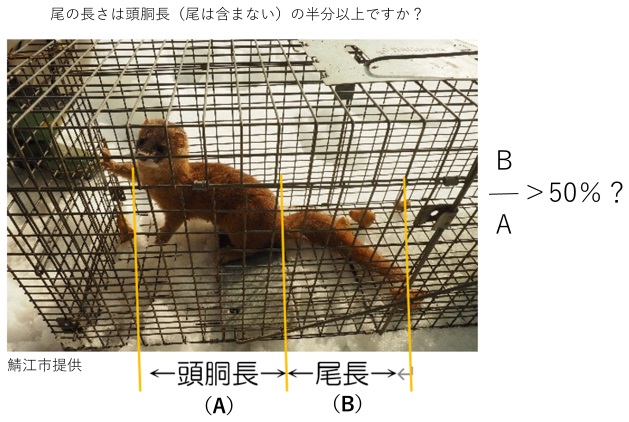 尾の長さは頭胴長（尾は含まない）の半分以上ですか？
B
A
＞50%？
鯖江市提供
←頭胴長→←尾長→↵
（A） （B）